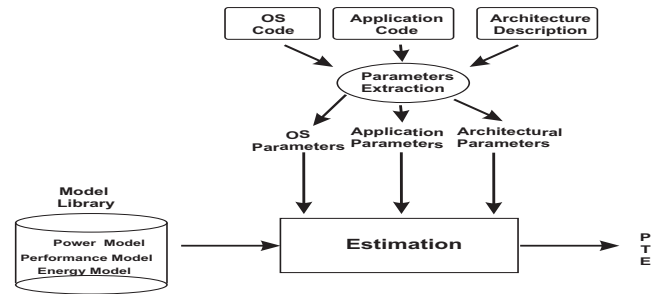 OS
Code
Application
Code
Architecture
Description
Parameters
Extraction
OS
Parameters
Application
Parameters
Architectural
Parameters
Model
Library
Power Model
Performance Model
Energy Model
Estimation
P
T
E